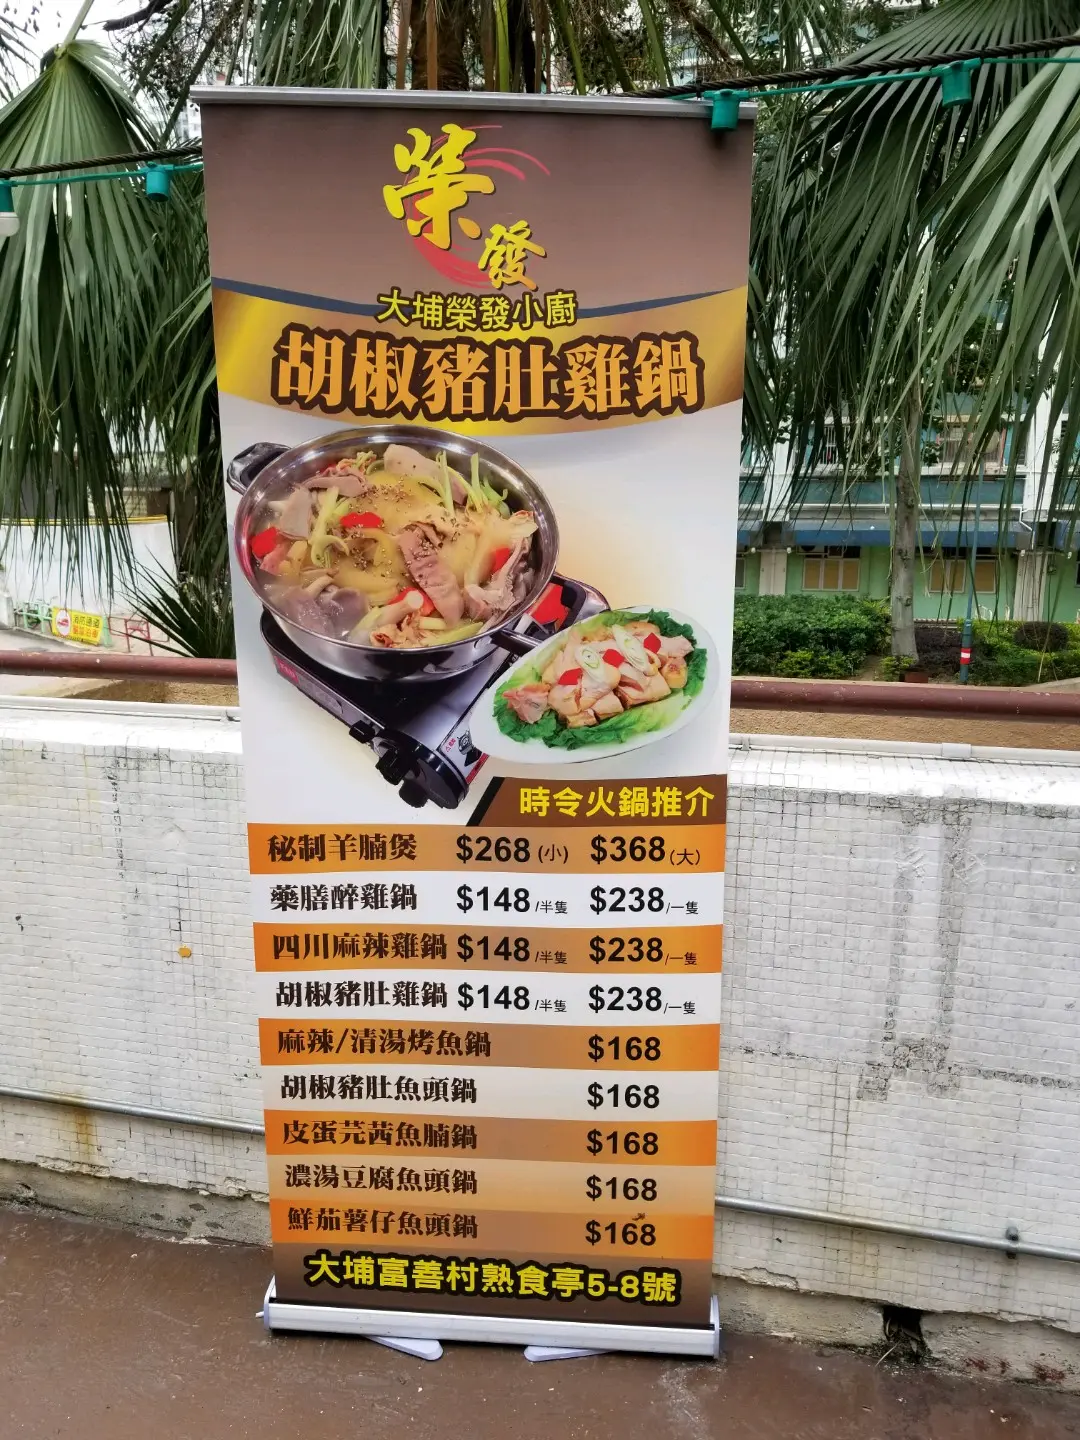 榮發
大埔榮發小廚
胡椒豬肚雞鍋
時令火鍋推介
秘制羊腩煲 $268 (小) $368 (大)
藥膳醉雞鍋 $148 /半隻 $238 /一隻
四川麻辣雞鍋 $148 /半隻 $238 /一隻
胡椒豬肚雞鍋 $148 /半隻 $238 /一隻
麻辣/清湯烤魚鍋 $168
胡椒豬肚魚頭鍋 $168
皮蛋芫茜魚腩鍋 $168
濃湯豆腐魚頭鍋 $168
鮮茄薯仔魚頭鍋 $168
大埔富善村熟食亭5-8號